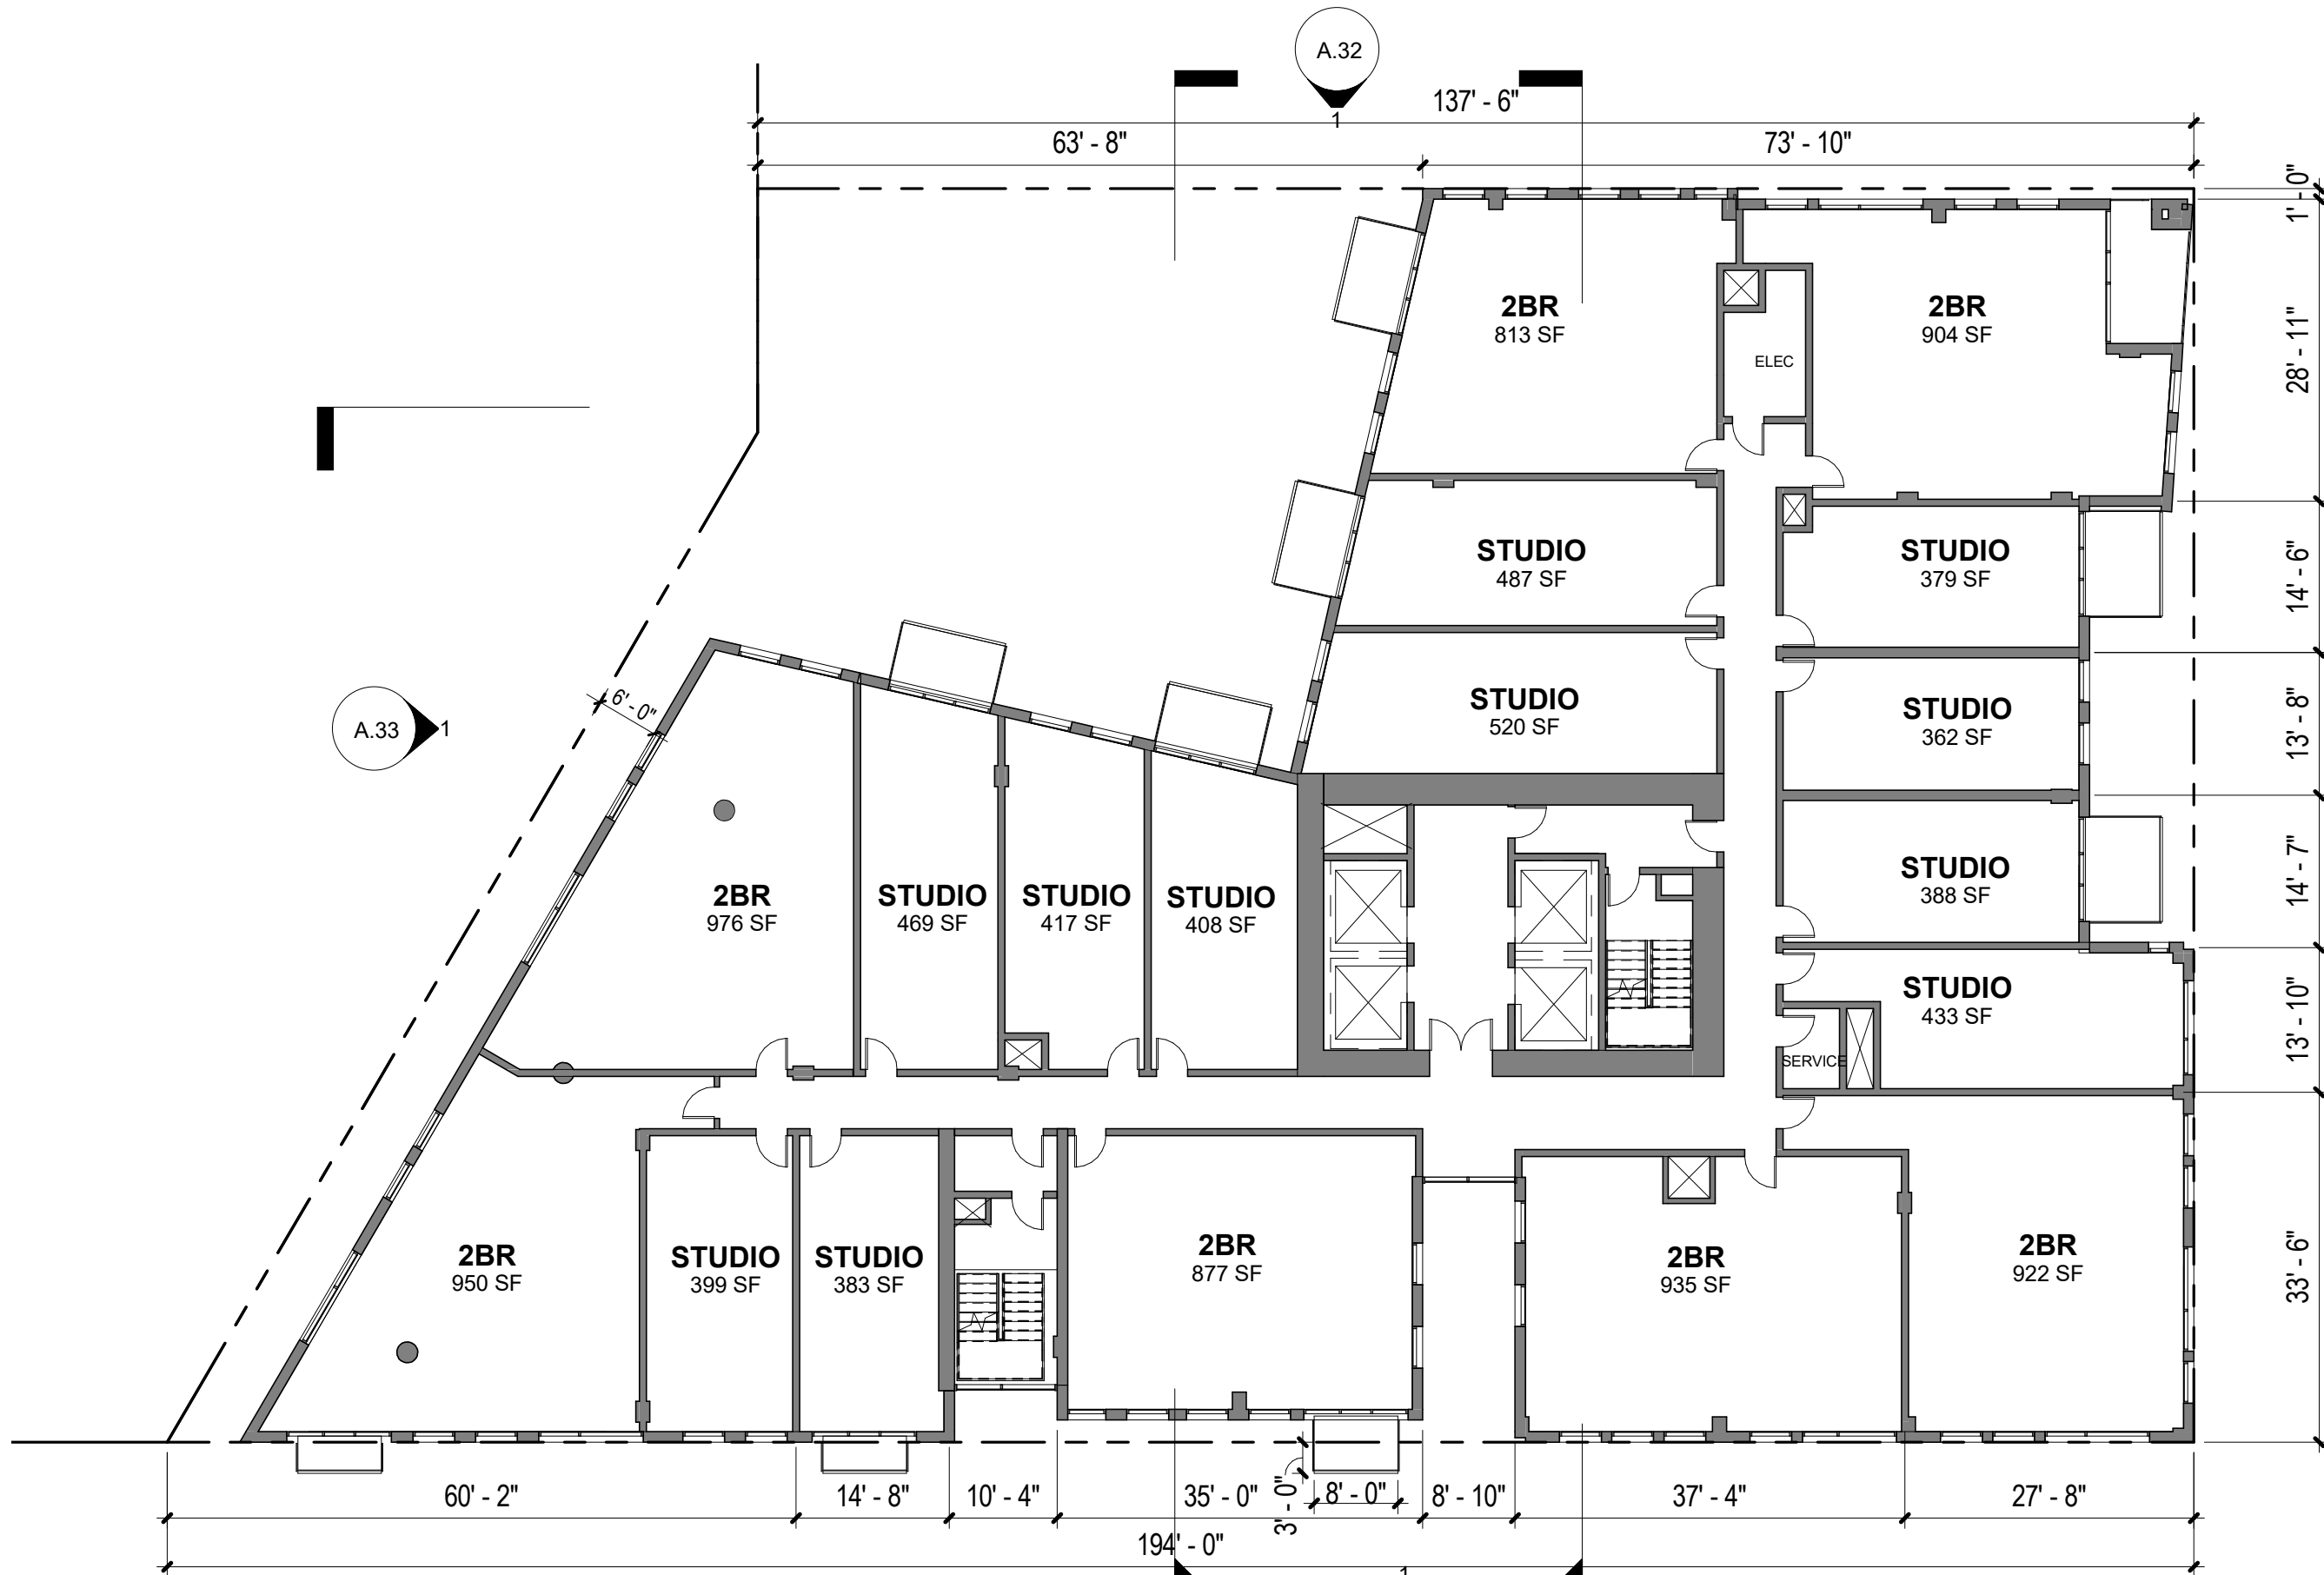 A.32
1
137' - 6"
63' - 8"
73' - 10"
1' - 0"
2BR
813 SF
2BR
904 SF
28' - 11"
ELEC
STUDIO
487 SF
STUDIO
379 SF
14' - 6"
STUDIO
520 SF
STUDIO
362 SF
13' - 8"
6' - 0"
A.33
1
2BR
976 SF
STUDIO
469 SF
STUDIO
417 SF
STUDIO
408 SF
STUDIO
388 SF
14' - 7"
STUDIO
433 SF
13' - 10"
SERVICE
2BR
950 SF
STUDIO
399 SF
STUDIO
383 SF
2BR
877 SF
2BR
935 SF
2BR
922 SF
33' - 6"
60' - 2"
14' - 8"
10' - 4"
35' - 0"
3' - 0"
8' - 0"
8' - 10"
37' - 4"
27' - 8"
194' - 0"
1